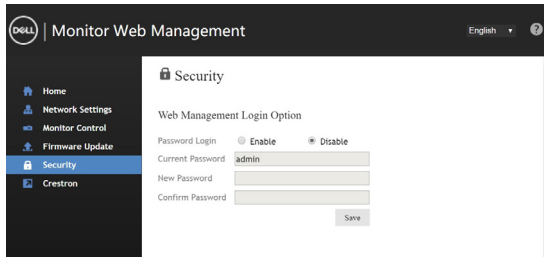 DELL | Monitor Web Management
English
?
Home
Network Settings
Monitor Control
Firmware Update
Security
Crestron
Security
Web Management Login Option
Password Login Enable Disable
Current Password admin
New Password
Confirm Password
Save